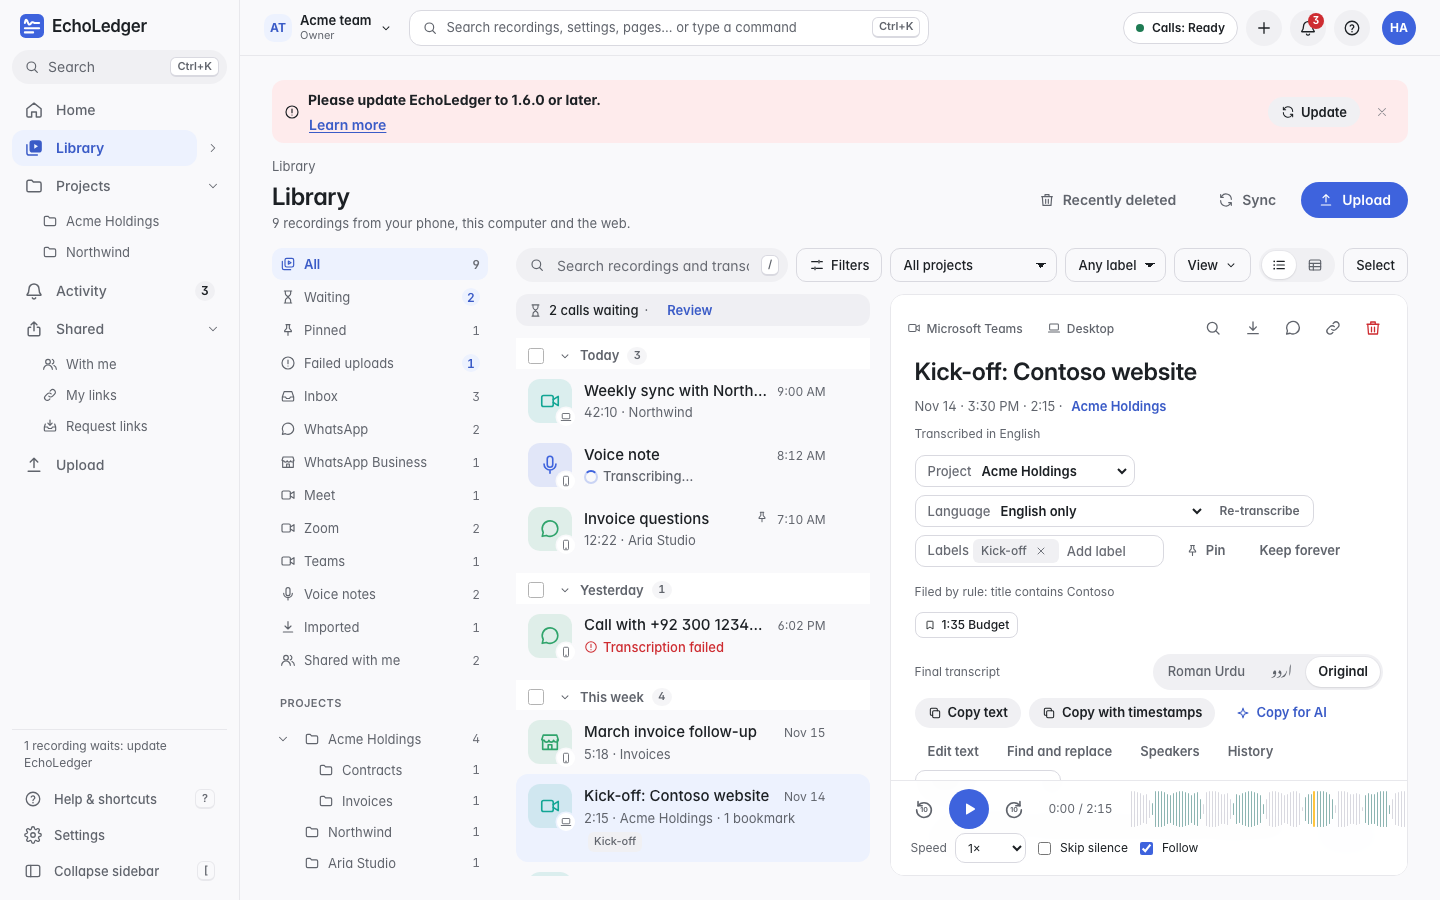 EchoLedger
Search Ctrl+K
Home
Library
Projects
Acme Holdings
Northwind
Activity 3
Shared
With me
My links
Request links
Upload
1 recording waits: update
EchoLedger
Help & shortcuts ?
Settings
Collapse sidebar [
AT Acme team
Owner
Search recordings, settings, pages... or type a command Ctrl+K
Calls: Ready
3
HA
Please update EchoLedger to 1.6.0 or later.
Learn more
Update
Library
Library
9 recordings from your phone, this computer and the web.
Recently deleted
Sync
Upload
All 9
Waiting 2
Pinned 1
Failed uploads 1
Inbox 3
WhatsApp 2
WhatsApp Business 1
Meet 1
Zoom 2
Teams 1
Voice notes 2
Imported 1
Shared with me 2
PROJECTS
Acme Holdings 4
Contracts 1
Invoices 1
Northwind 1
Aria Studio 1
Search recordings and transc /
Filters
All projects
Any label
View
Select
2 calls waiting · Review
Today 3
Weekly sync with North... 9:00 AM
42:10 · Northwind
Voice note 8:12 AM
Transcribing...
Invoice questions 7:10 AM
12:22 · Aria Studio
Yesterday 1
Call with +92 300 1234... 6:02 PM
Transcription failed
This week 4
March invoice follow-up Nov 15
5:18 · Invoices
Kick-off: Contoso website Nov 14
2:15 · Acme Holdings · 1 bookmark
Kick-off
Microsoft Teams Desktop
Kick-off: Contoso website
Nov 14 · 3:30 PM · 2:15 · Acme Holdings
Transcribed in English
Project Acme Holdings
Language English only Re-transcribe
Labels Kick-off × Add label Pin Keep forever
Filed by rule: title contains Contoso
1:35 Budget
Final transcript Roman Urdu اردو Original
Copy text Copy with timestamps Copy for AI
Edit text Find and replace Speakers History
10 10 0:00 / 2:15
Speed 1× Skip silence Follow